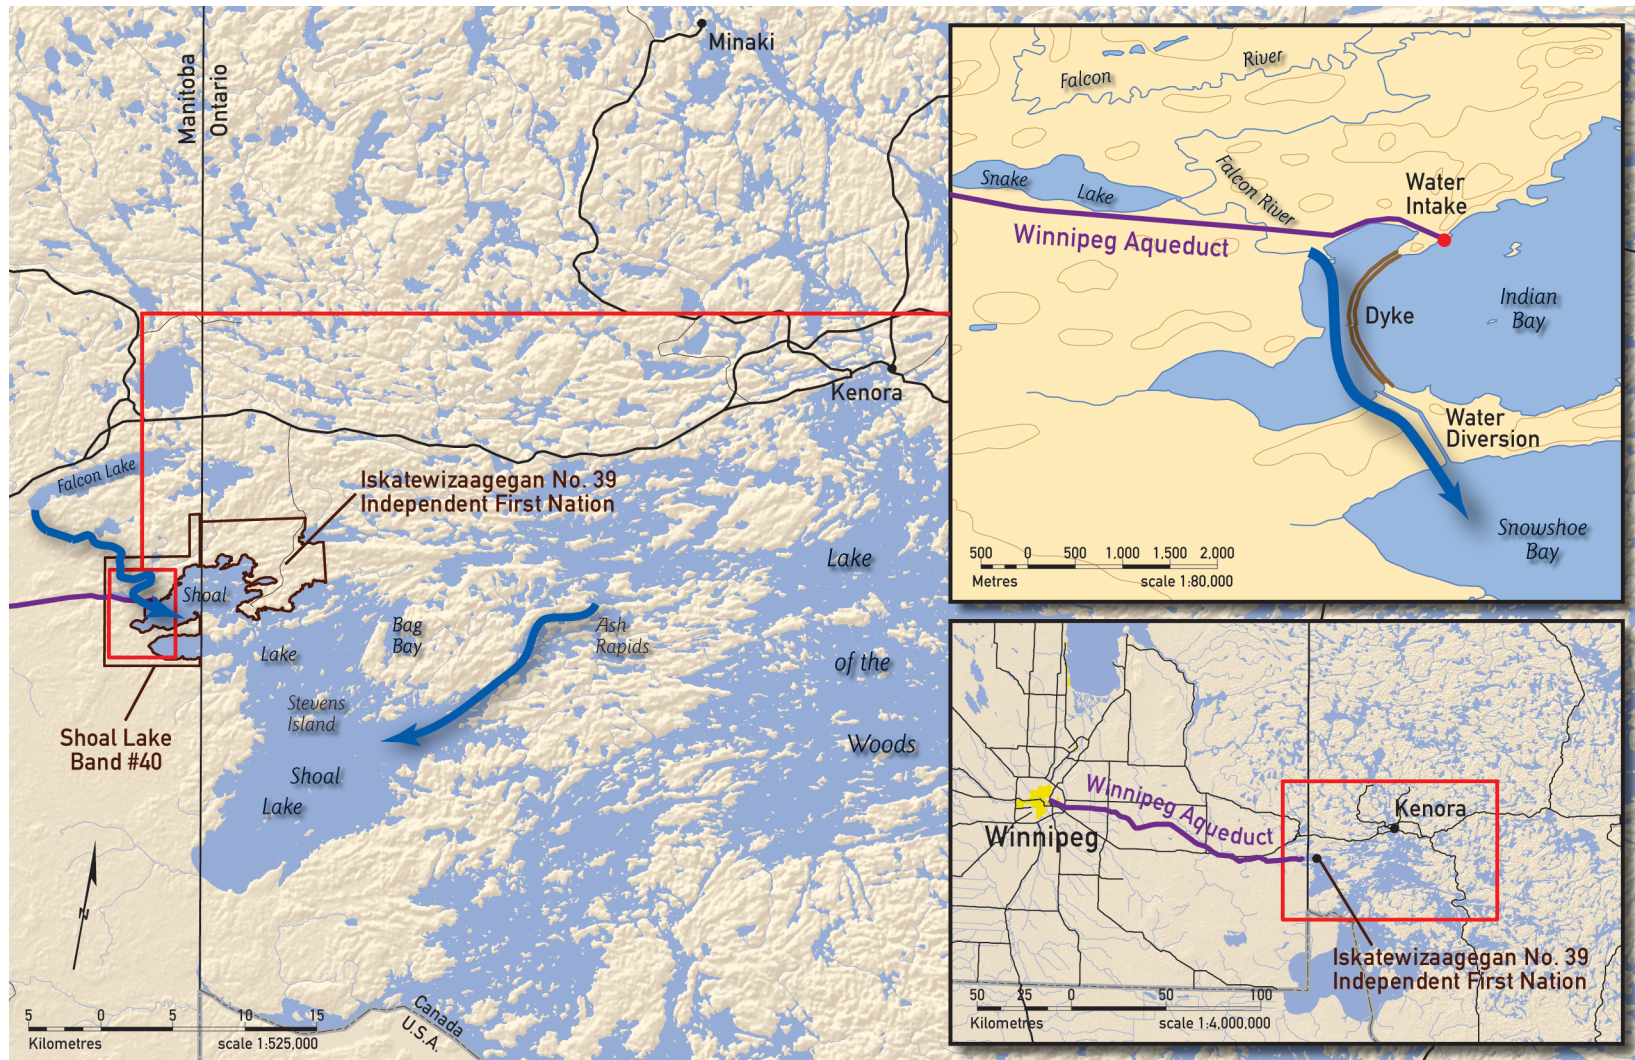 Minaki
Manitoba
Ontario
Kenora
Falcon Lake
Iskatewizaagegan No. 39
Independent First Nation
Shoal
Lake
Bag
Bay
Ash
Rapids
Stevens
Island
Shoal
Lake
Lake
of the
Woods
Shoal Lake
Band #40
N
Canada
U.S.A.
5 0 5 10 15
Kilometres scale 1:525,000
Falcon
River
Snake
Lake
Falcon River
Water
Intake
Winnipeg Aqueduct
Dyke
Indian
Bay
Water
Diversion
Snowshoe
Bay
500 0 500 1,000 1,500 2,000
Metres scale 1:80,000
Winnipeg Aqueduct
Winnipeg
Kenora
Iskatewizaagegan No. 39
Independent First Nation
50 25 0 50 100
Kilometres scale 1:4,000,000